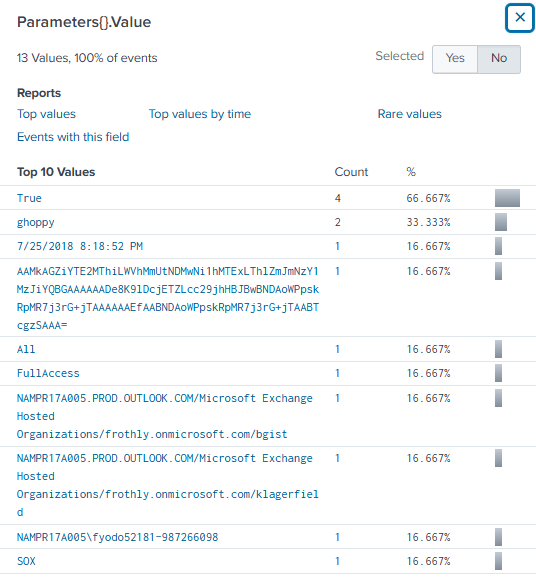 Parameters{}.Value
×
13 Values, 100% of events
Selected
Yes
No
Reports
Top values
Top values by time
Rare values
Events with this field
Top 10 Values Count %
True 4 66.667%
ghoppy 2 33.333%
7/25/2018 8:18:52 PM 1 16.667%
AAMkAGZiYTE2MThiLWVhMmUtNDMwNi1hMTExLThlZmJmNzY1 1 16.667%
MzJiYQBGAAAAAADe8K91DcjETZLcc29jhHBJBwBNDAoWPpsk
RpMR7j3rG+jTAAAAAAEfAABNDAoWPpskRpMR7j3rG+jTAABT
cgzSAAA=
All 1 16.667%
FullAccess 1 16.667%
NAMPR17A005.PROD.OUTLOOK.COM/Microsoft Exchange 1 16.667%
Hosted
Organizations/frothly.onmicrosoft.com/bgist
NAMPR17A005.PROD.OUTLOOK.COM/Microsoft Exchange 1 16.667%
Hosted
Organizations/frothly.onmicrosoft.com/klagerfiel
d
NAMPR17A005\fyodo52181-987266098 1 16.667%
SOX 1 16.667%